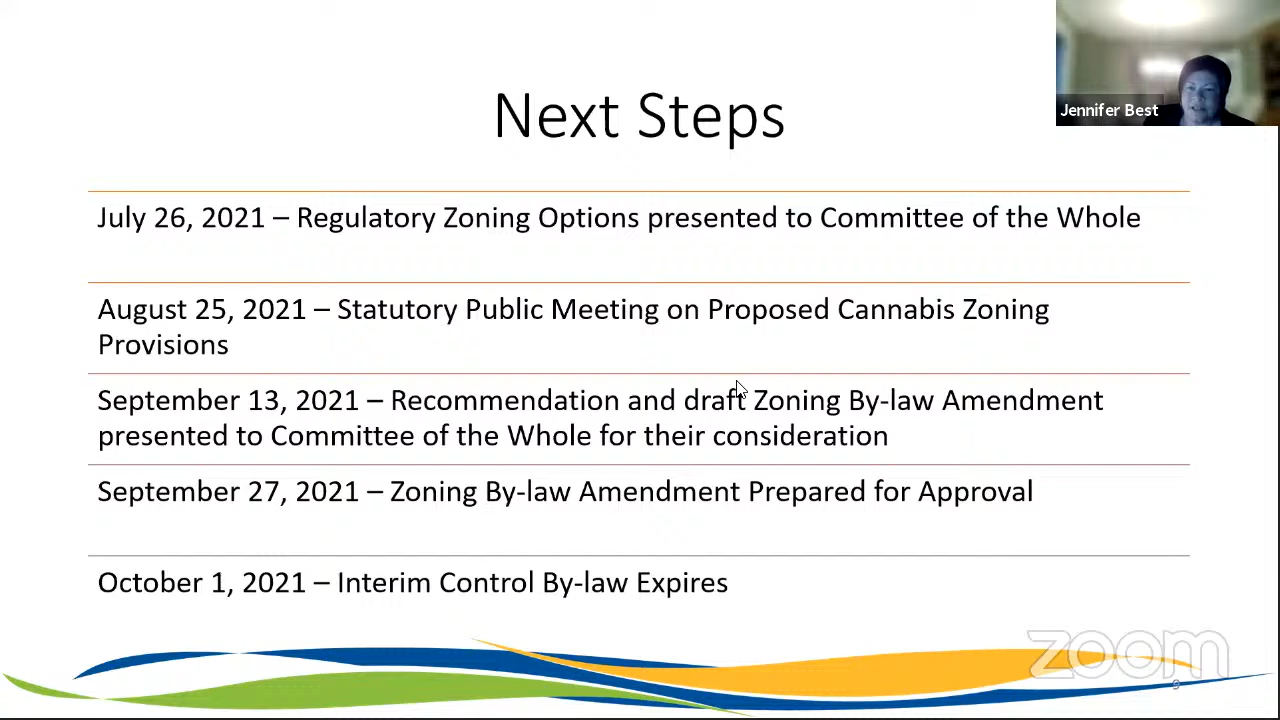 Jennifer Best
Next Steps
July 26, 2021 – Regulatory Zoning Options presented to Committee of the Whole
August 25, 2021 – Statutory Public Meeting on Proposed Cannabis Zoning
Provisions
September 13, 2021 – Recommendation and draft Zoning By-law Amendment
presented to Committee of the Whole for their consideration
September 27, 2021 – Zoning By-law Amendment Prepared for Approval
October 1, 2021 – Interim Control By-law Expires
zoom
9